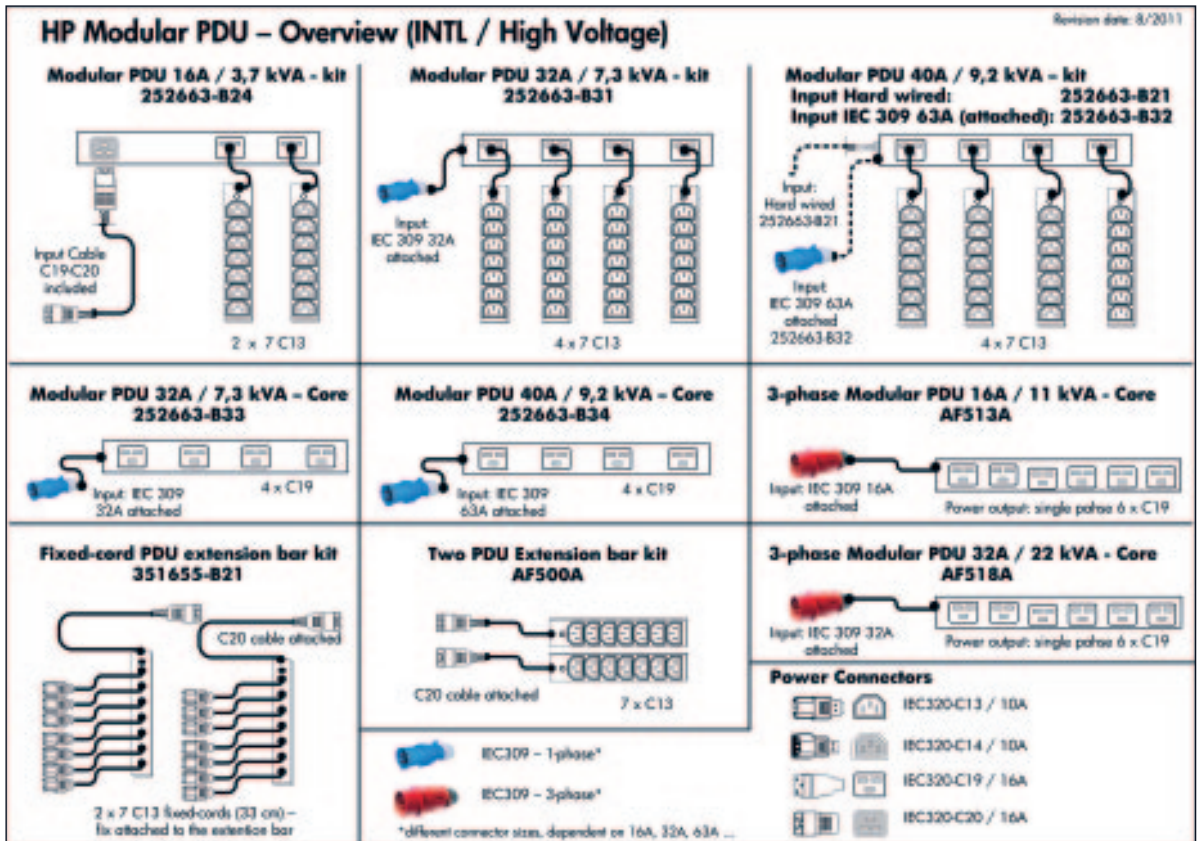 HP Modular PDU – Overview (INTL / High Voltage)
Revision date: 8/2011
Modular PDU 16A / 3,7 kVA - kit
252663-B24
Input Cable
C19-C20
included
2 x 7 C13
Modular PDU 32A / 7,3 kVA - kit
252663-B31
Input:
IEC 309 32A
attached
4 x 7 C13
Modular PDU 40A / 9,2 kVA – kit
Input Hard wired: 252663-B21
Input IEC 309 63A (attached): 252663-B32
Input:
Hard wired
252663-B21
Input
IEC 309 63A
attached
252663-B32
4 x 7 C13
Modular PDU 32A / 7,3 kVA – Core
252663-B33
Input: IEC 309
32A attached
4 x C19
Modular PDU 40A / 9,2 kVA – Core
252663-B34
Input: IEC 309
63A attached
4 x C19
3-phase Modular PDU 16A / 11 kVA - Core
AF513A
Input: IEC 309 16A
attached
Power output: single pahse 6 x C19
Fixed-cord PDU extension bar kit
351655-B21
C20 cable attached
2 x 7 C13 fixed-cords (33 cm) –
fix attached to the extention bar
Two PDU Extension bar kit
AF500A
C20 cable attached
7 x C13
3-phase Modular PDU 32A / 22 kVA - Core
AF518A
Input: IEC 309 32A
attached
Power output: single pahse 6 x C19
IEC309 – 1-phase*
IEC309 – 3-phase*
*different connector sizes, dependent on 16A, 32A, 63A ...
Power Connectors
IEC320-C13 / 10A
IEC320-C14 / 10A
IEC320-C19 / 16A
IEC320-C20 / 16A